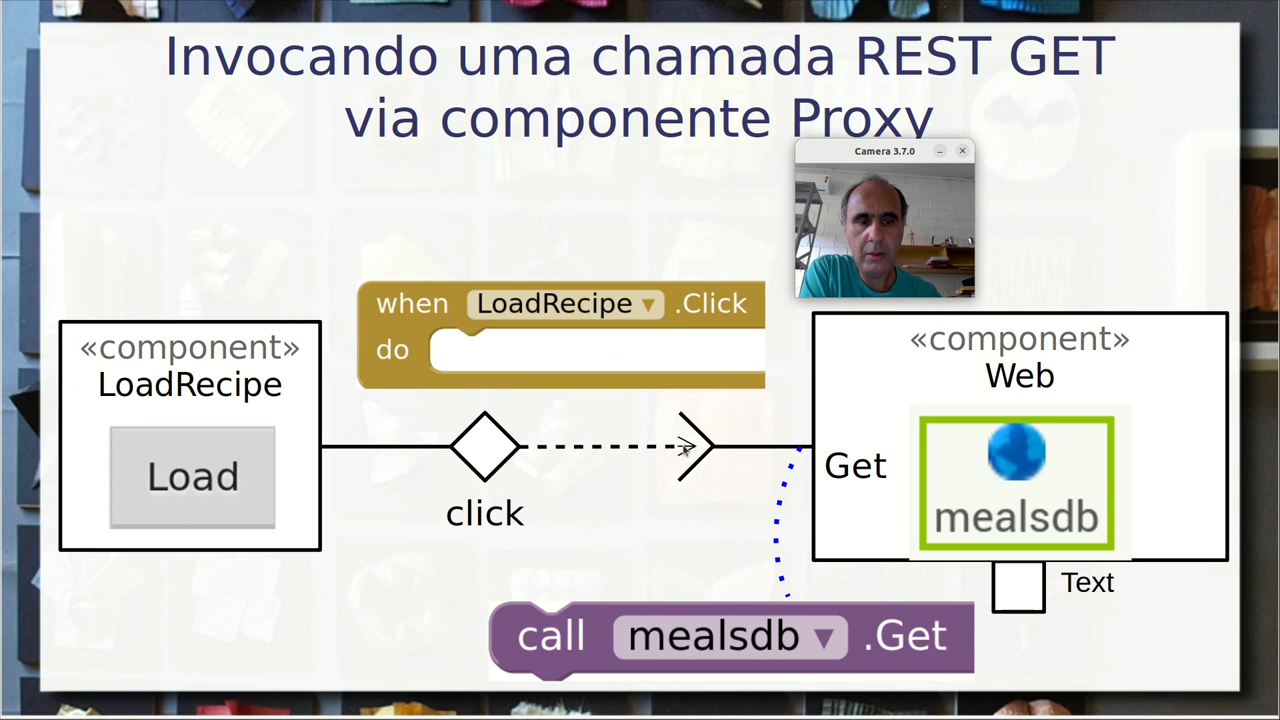 Invocando uma chamada REST GET
via componente Proxy
Camera 3.7.0
when LoadRecipe .Click
do
«component»
LoadRecipe
Load
click
«component»
Web
Get
mealsdb
Text
call mealsdb .Get